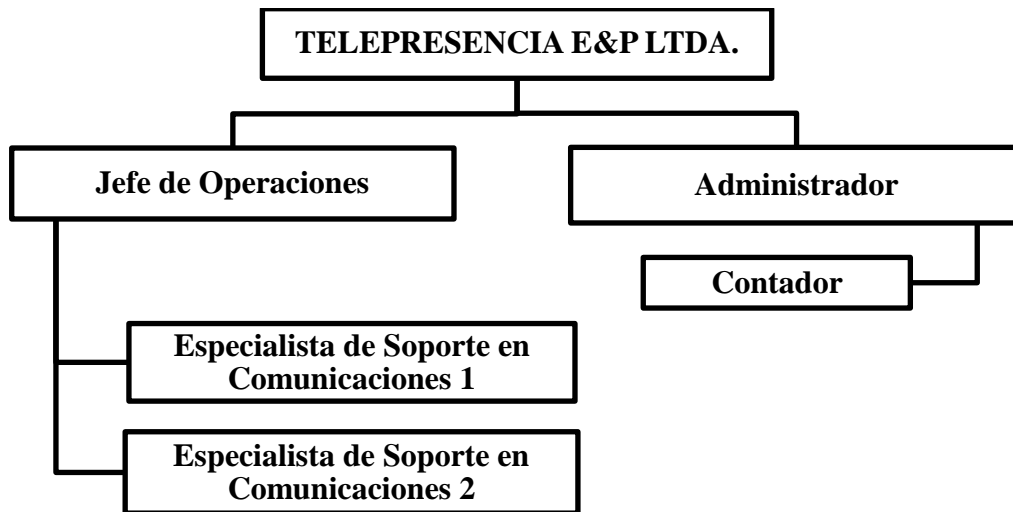 TELEPRESENCIA E&P LTDA.
Jefe de Operaciones
Administrador
Contador
Especialista de Soporte en
Comunicaciones 1
Especialista de Soporte en
Comunicaciones 2